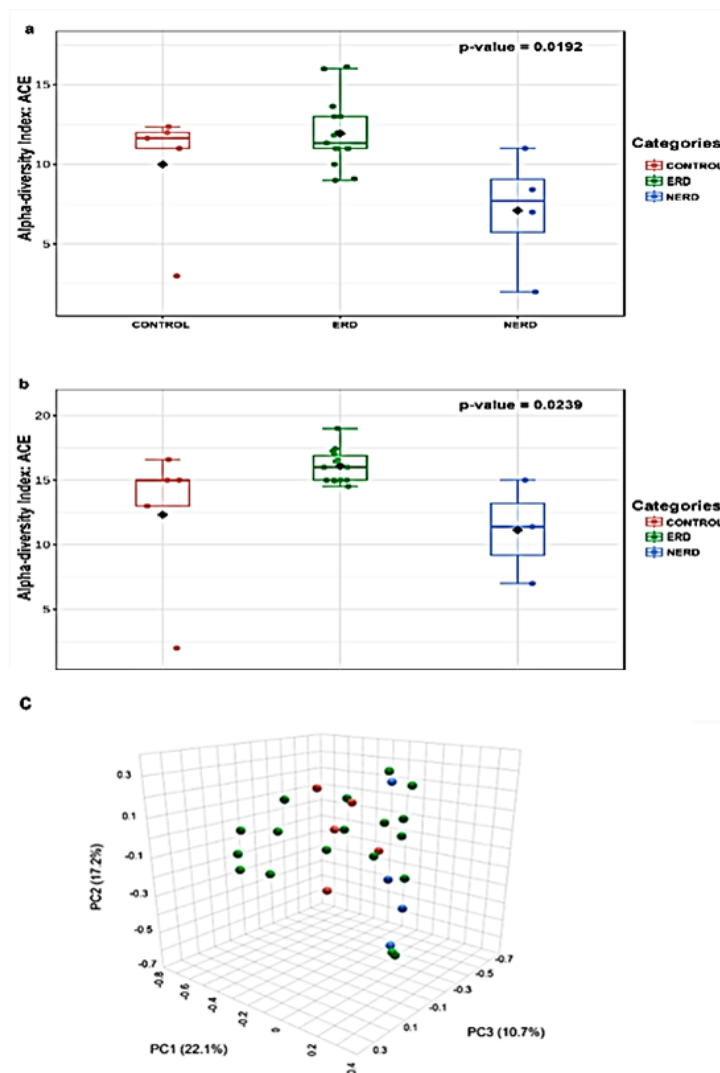 a
p-value = 0.0192
Alpha-diversity Index: ACE
15
10
5
CONTROL
ERD
NERD
Categories
CONTROL
ERD
NERD
b
p-value = 0.0239
Alpha-diversity Index: ACE
20
15
10
5
Categories
CONTROL
ERD
NERD
C
PC2 (17.2%)
0.3
0.1
-0.1
-0.3
-0.5
-0.7
PC1 (22.1%)
-0.8
-0.6
-0.4
-0.2
0
0.2
0.4
PC3 (10.7%)
0.3
0.1
-0.1
-0.3
-0.5
-0.7